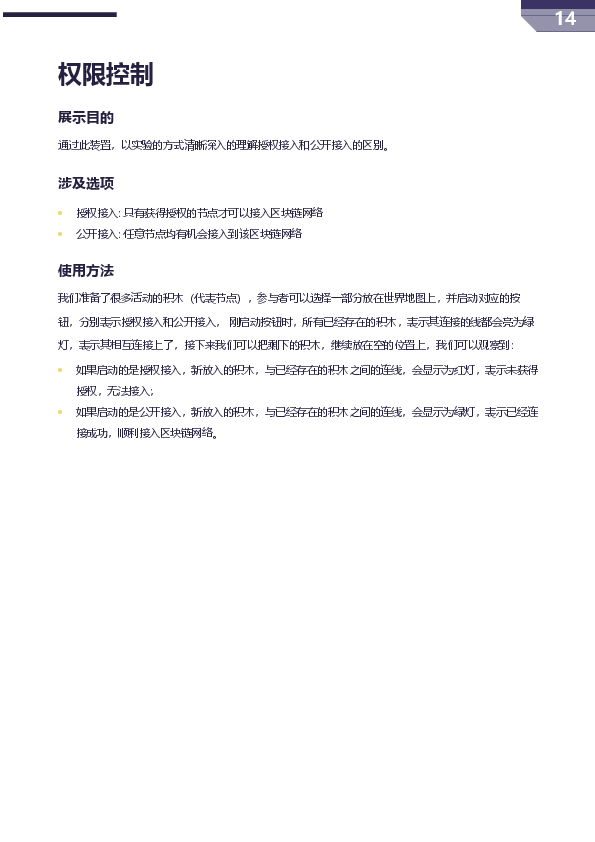 14
权限控制
展示目的
通过此装置，以实验的方式清晰深入的理解授权接入和公开接入的区别。
涉及选项
授权接入: 只有获得授权的节点才可以接入区块链网络
公开接入: 任意节点均有机会接入到该区块链网络
使用方法
我们准备了很多活动的积木（代表节点），参与者可以选择一部分放在世界地图上，并启动对应的按
钮，分别表示授权接入和公开接入， 刚启动按钮时，所有已经存在的积木，表示其连接的线都会亮为绿
灯，表示其相互连接上了，接下来我们可以把剩下的积木，继续放在空的位置上，我们可以观察到：
如果启动的是授权接入，新放入的积木，与已经存在的积木之间的连线，会显示为红灯，表示未获得
授权，无法接入；
如果启动的是公开接入，新放入的积木，与已经存在的积木之间的连线，会显示为绿灯，表示已经连
接成功，顺利接入区块链网络。